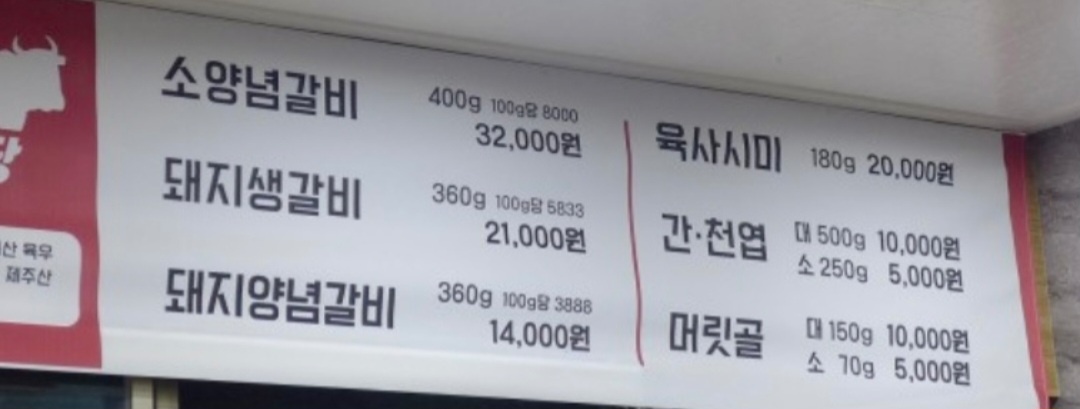 당
산 육우
제주산
소양념갈비 400g 100g당 8000
32,000원
돼지생갈비 360g 100g당 5833
21,000원
돼지양념갈비 360g 100g당 3888
14,000원
육사시미 180g 20,000원
간·천엽 대 500g 10,000원
소 250g 5,000원
머릿골 대 150g 10,000원
소 70g 5,000원